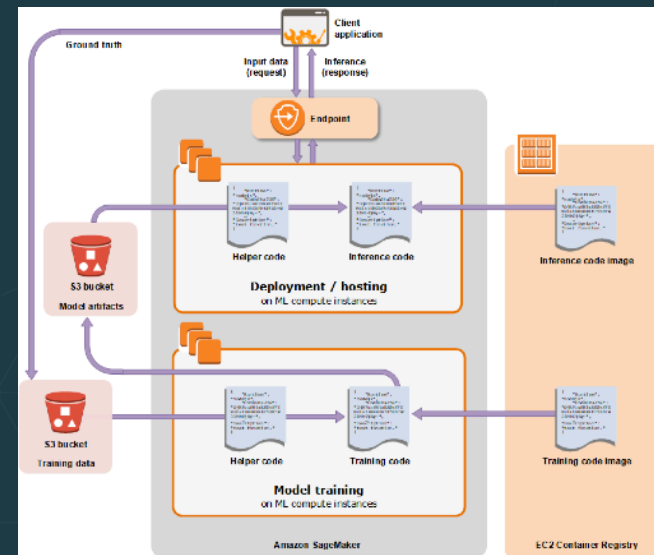 Client
application
Ground truth
Input data
(request)
Inference
(response)
Endpoint
Helper code
Inference code
Inference code image
Deployment / hosting
on ML compute instances
S3 bucket
Model artifacts
S3 bucket
Training data
Helper code
Training code
Training code image
Model training
on ML compute instances
Amazon SageMaker
EC2 Container Registry